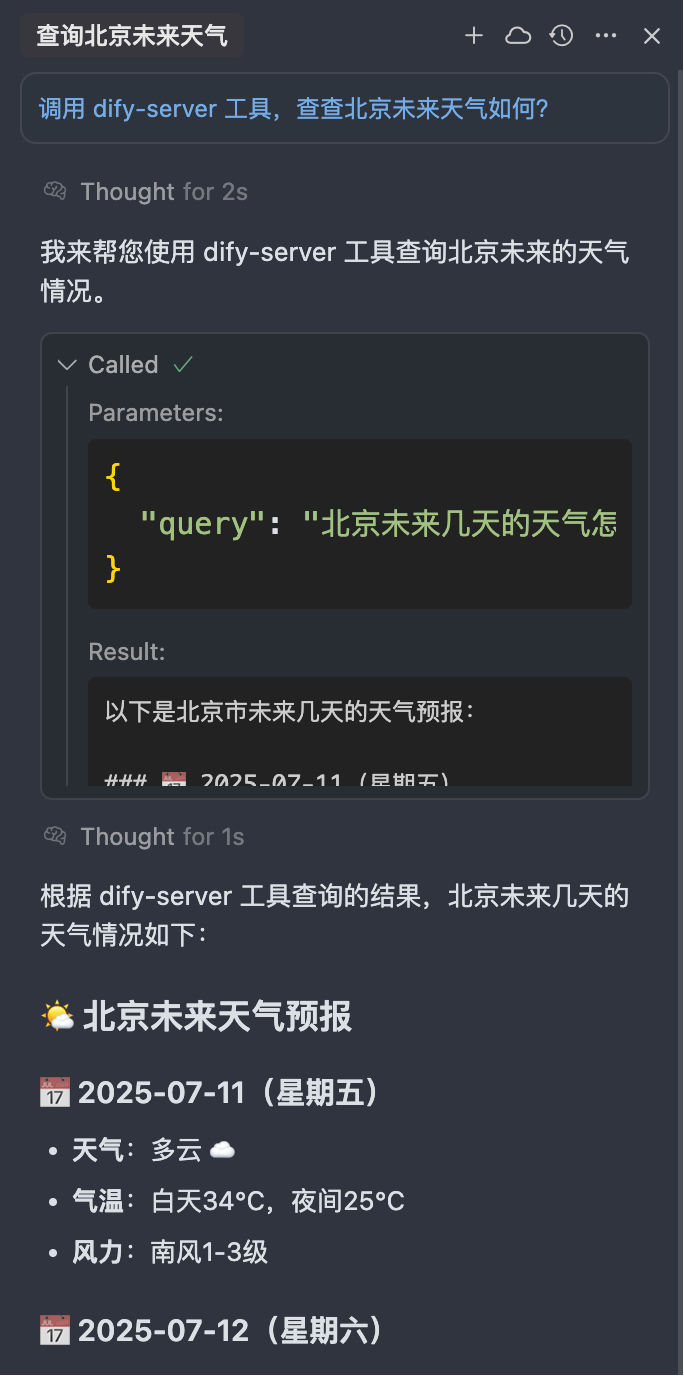 查询北京未来天气
调用 dify-server 工具，查查北京未来天气如何?
Thought for 2s
我来帮您使用 dify-server 工具查询北京未来的天气
情况。
Called
Parameters:
{
"query": "北京未来几天的天气怎
}
Result:
以下是北京市未来几天的天气预报：
### 📅 2025-07-11（星期五）
Thought for 1s
根据 dify-server 工具查询的结果，北京未来几天的
天气情况如下：
🌤️ 北京未来天气预报
📅 2025-07-11（星期五）
• 天气：多云 ☁️
• 气温：白天34°C，夜间25°C
• 风力：南风1-3级
📅 2025-07-12（星期六）